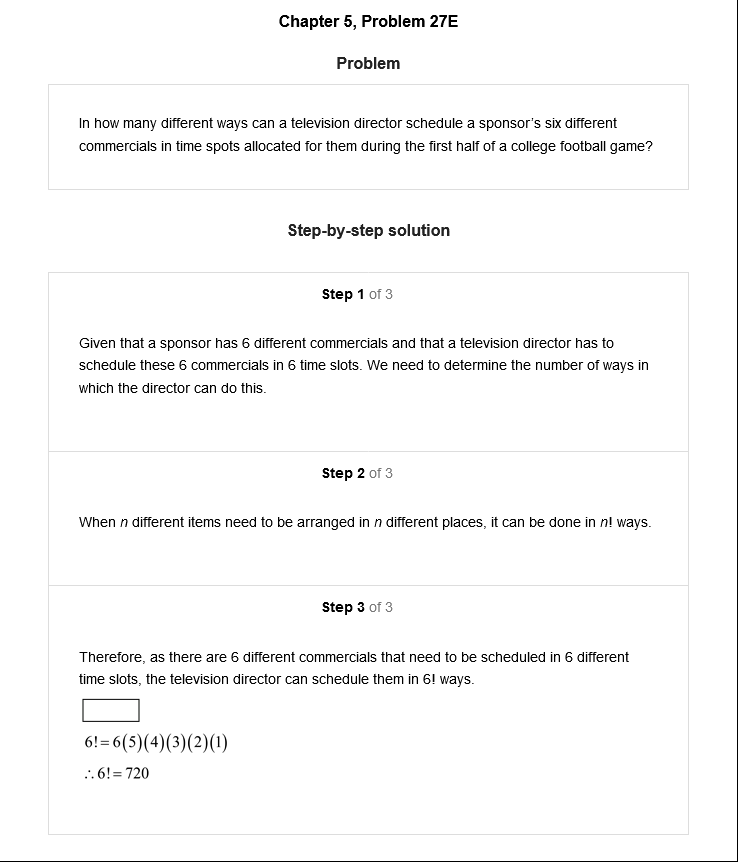 Chapter 5, Problem 27E
Problem
In how many different ways can a television director schedule a sponsor's six different
commercials in time spots allocated for them during the first half of a college football game?
Step-by-step solution
Step 1 of 3
Given that a sponsor has 6 different commercials and that a television director has to
schedule these 6 commercials in 6 time slots. We need to determine the number of ways in
which the director can do this.
Step 2 of 3
When n different items need to be arranged in n different places, it can be done in n! ways.
Step 3 of 3
Therefore, as there are 6 different commercials that need to be scheduled in 6 different
time slots, the television director can schedule them in 6! ways.
6!=6(5)(4)(3)(2)(1)
∴6!=720